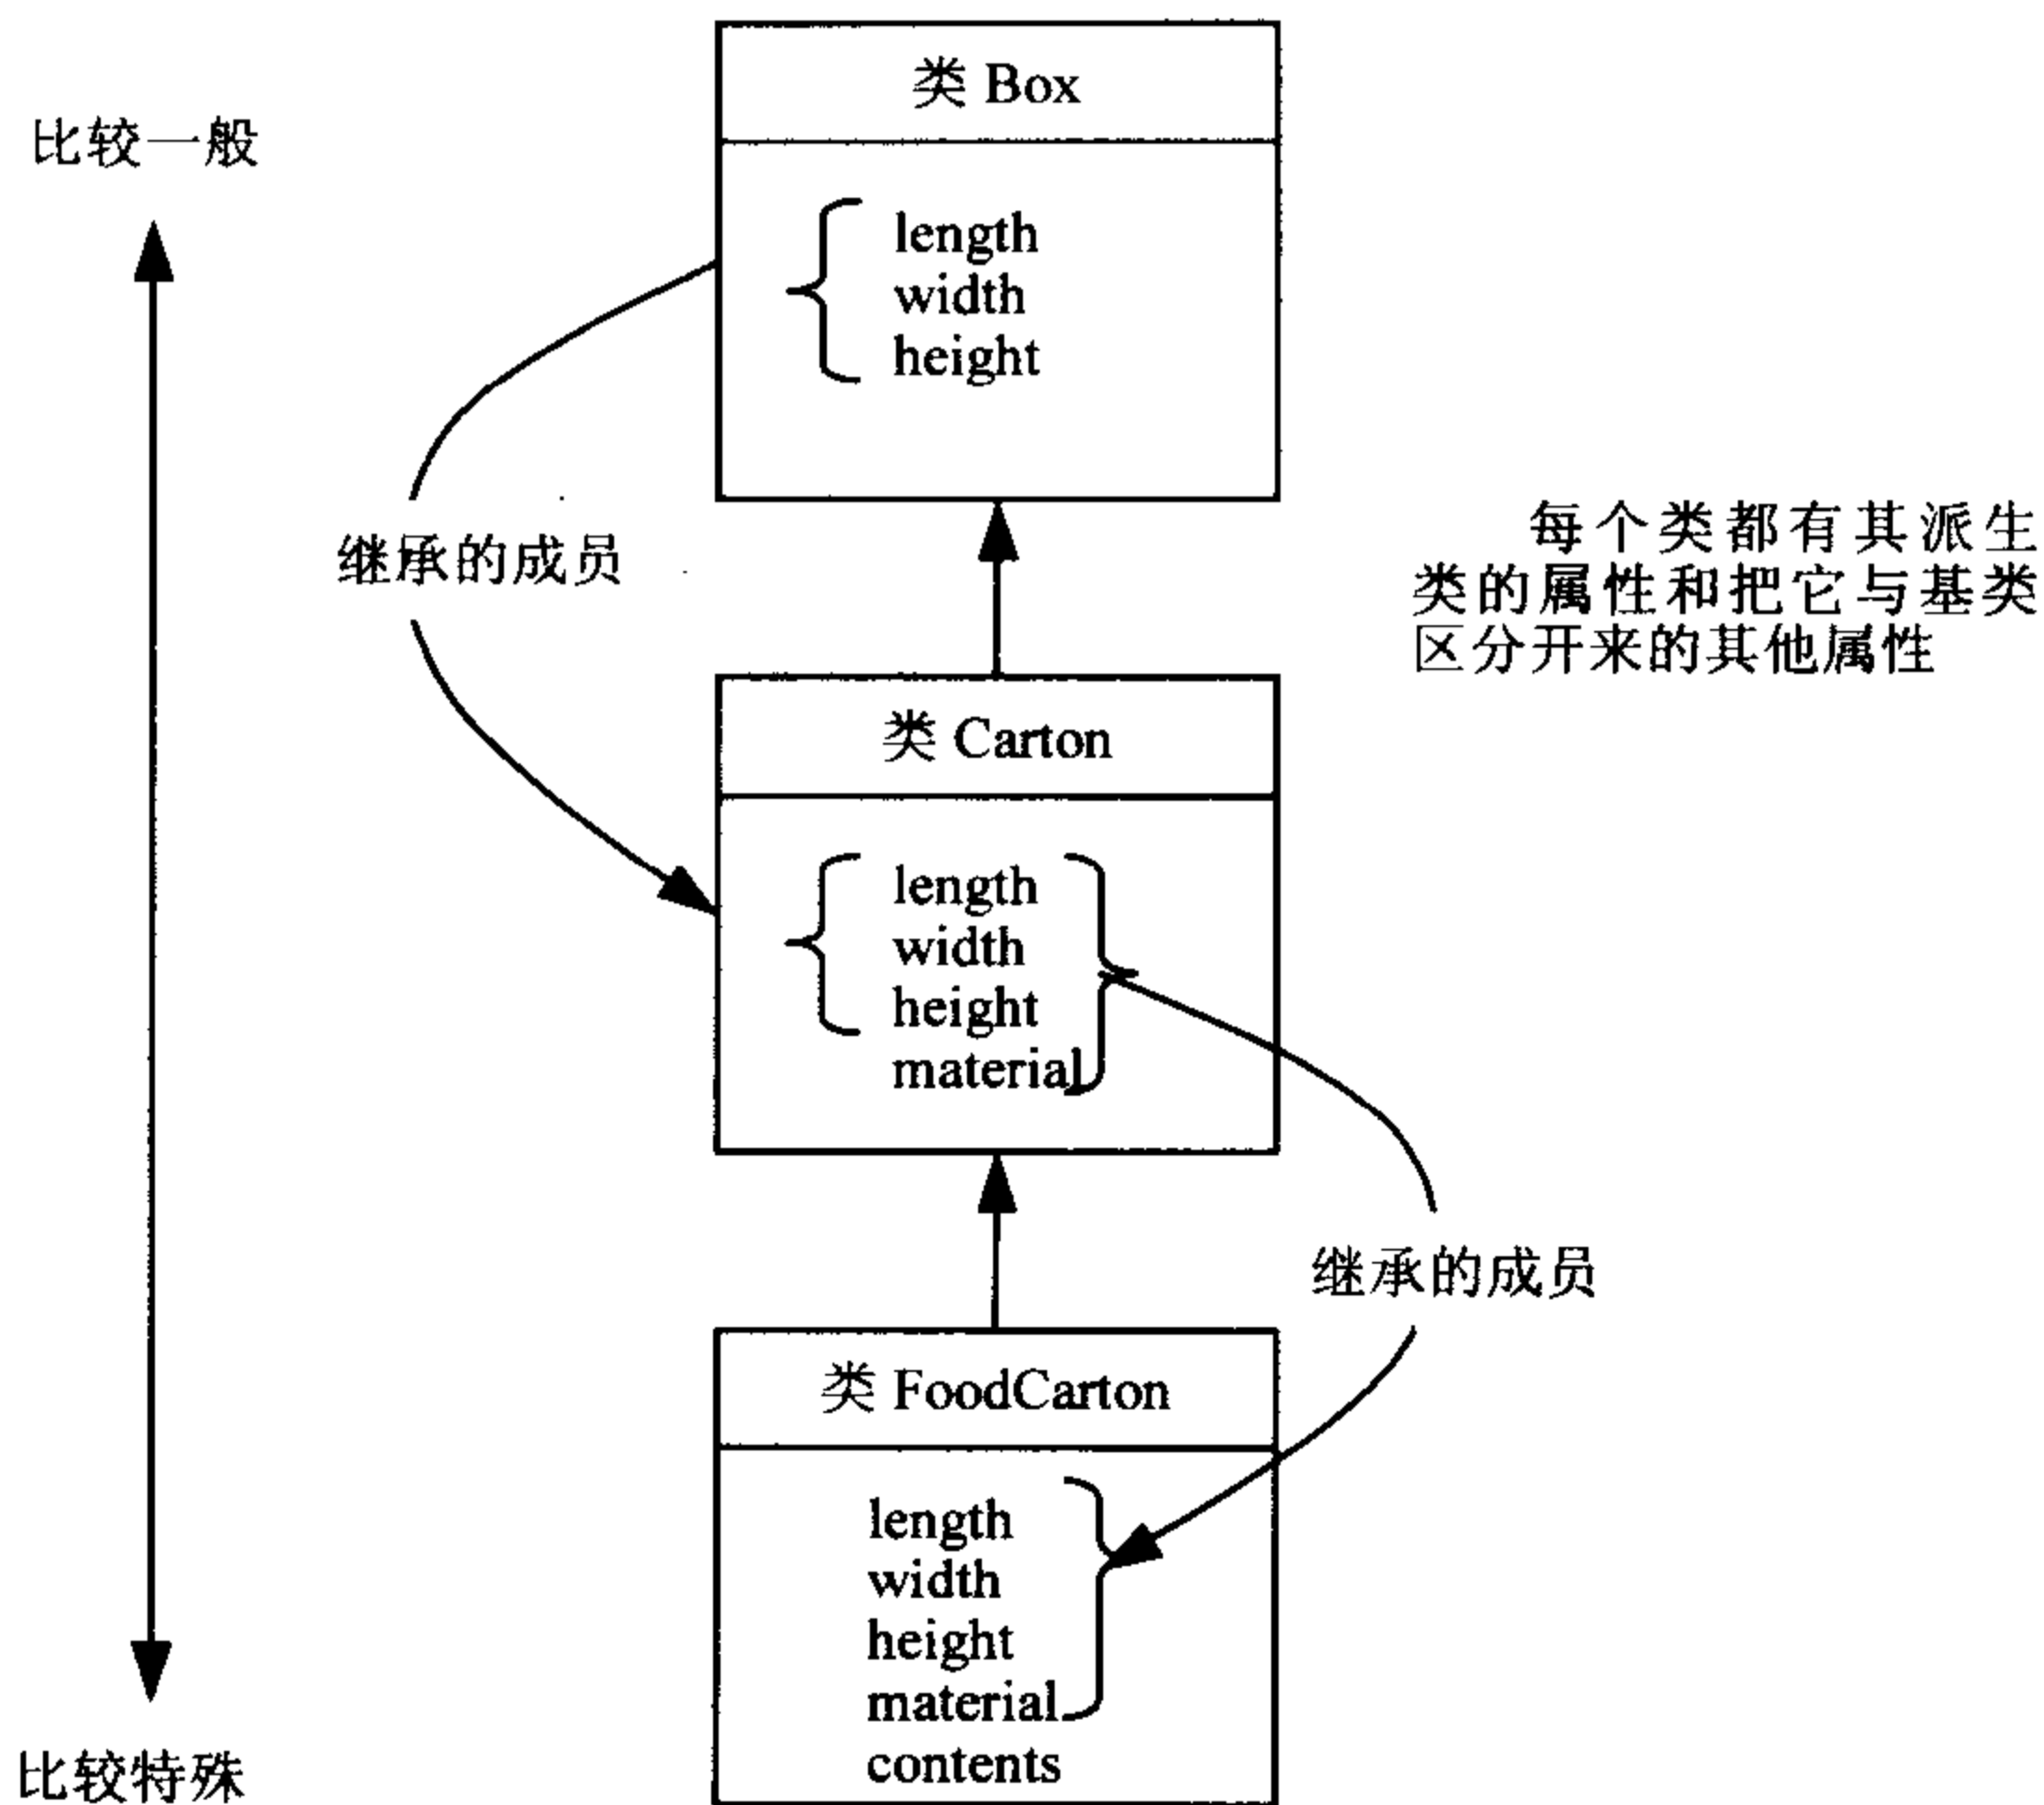 类 Box
比较一般
length
width
height
继承的成员
每个类都有其派生
类的属性和把它与基类
区分开来的其他属性
类 Carton
length
width
height
material
继承的成员
类 FoodCarton
length
width
height
material
contents
比较特殊